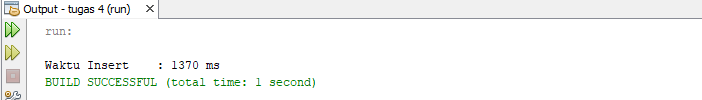 Output - tugas 4 (run)
run:
Waktu Insert    : 1370 ms
BUILD SUCCESSFUL (total time: 1 second)